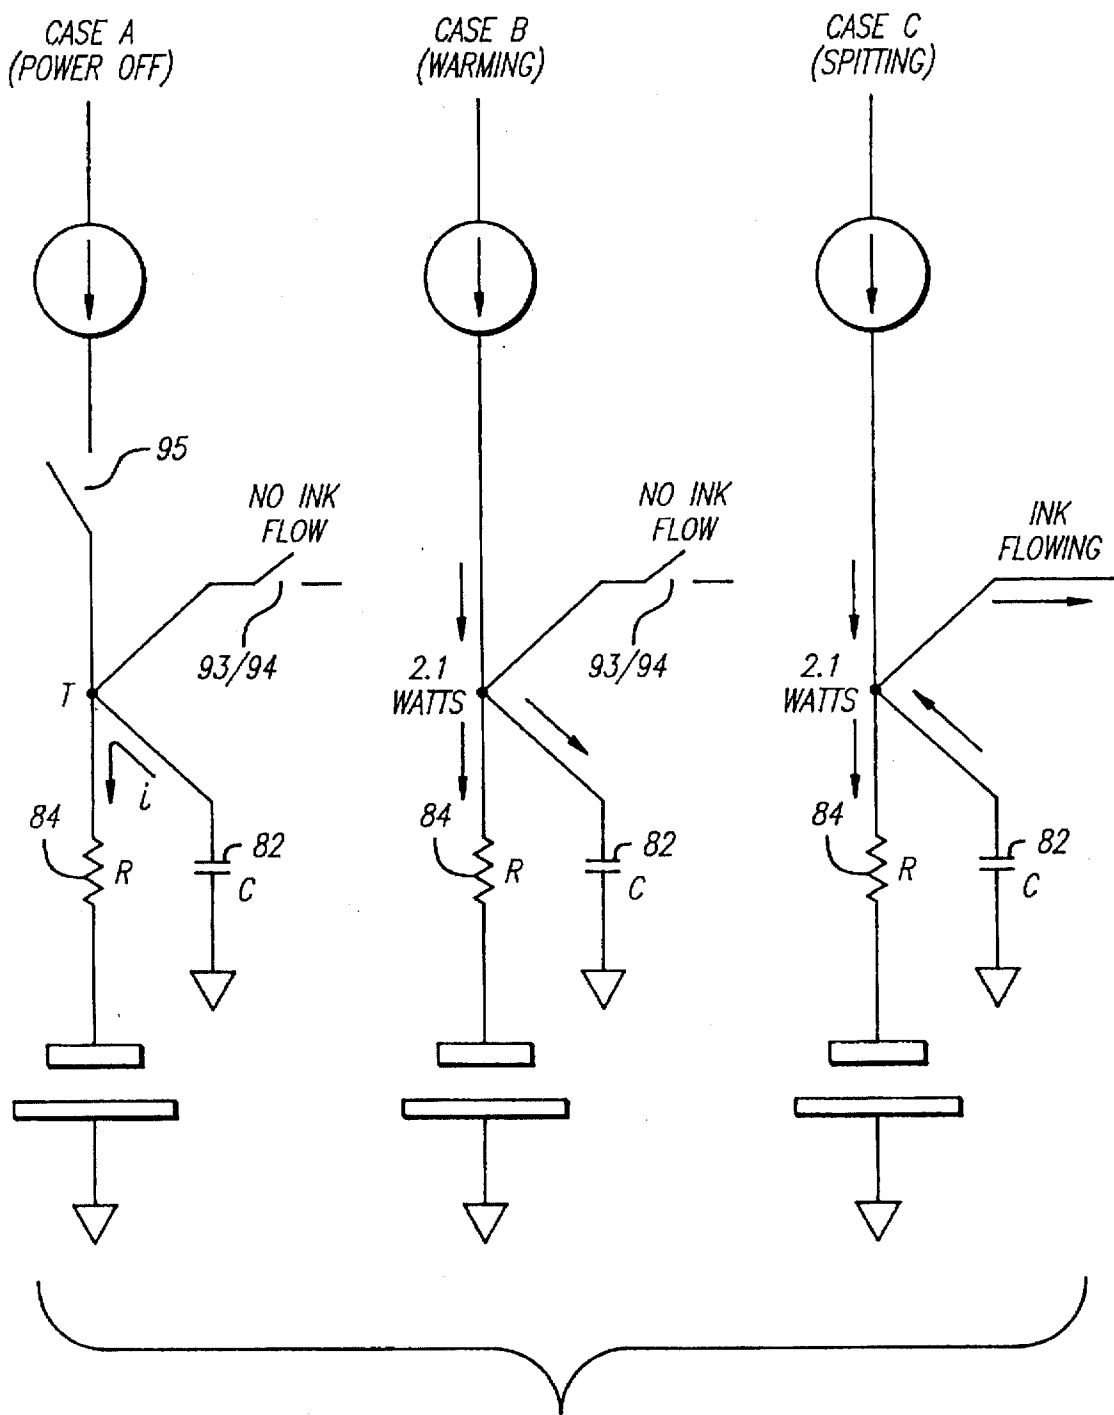 CASE A
(POWER OFF)
CASE B
(WARMING)
CASE C
(SPITTING)
95
NO INK
FLOW
93/94
T
i
84
R
82
C
NO INK
FLOW
93/94
2.1
WATTS
84
R
82
C
INK
FLOWING
2.1
WATTS
84
R
82
C